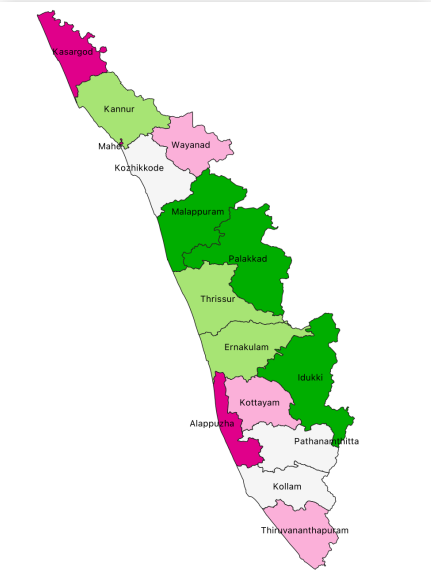 Kasargod
Kannur
Mahe
Wayanad
Kozhikkode
Malappuram
Palakkad
Thrissur
Ernakulam
Idukki
Kottayam
Alappuzha
Pathanamthitta
Kollam
Thiruvananthapuram